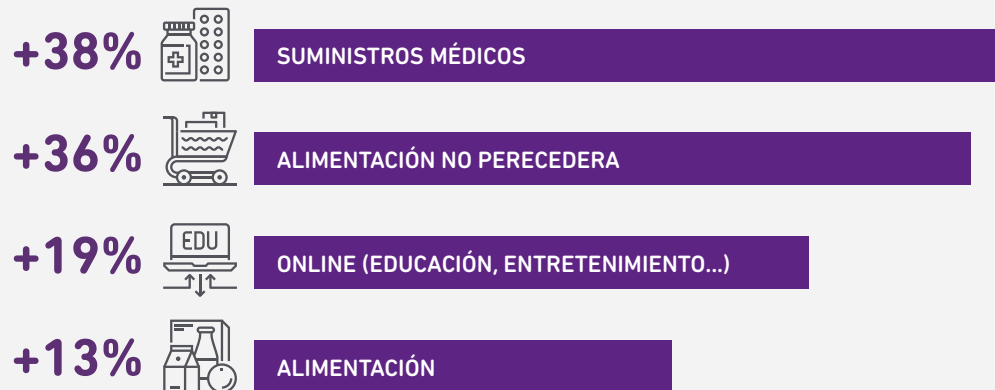 +38% SUMINISTROS MÉDICOS
+36% ALIMENTACIÓN NO PERECEDERA
+19% EDU ONLINE (EDUCACIÓN, ENTRETENIMIENTO...)
+13% ALIMENTACIÓN